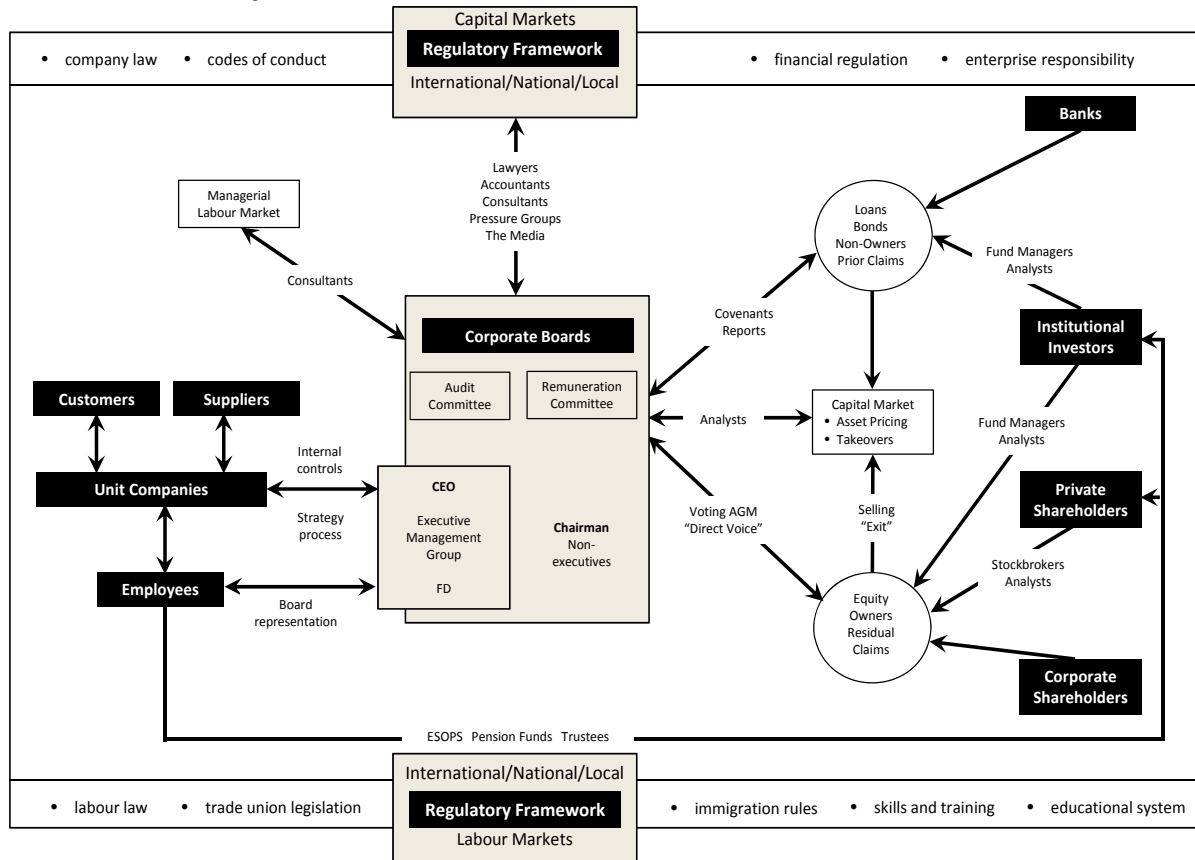 Capital Markets
Regulatory Framework
International/National/Local
• company law • codes of conduct
• financial regulation • enterprise responsibility
Banks
Lawyers
Accountants
Consultants
Pressure Groups
The Media
Managerial
Labour Market
Consultants
Loans
Bonds
Non-Owners
Prior Claims
Fund Managers
Analysts
Covenants
Reports
Institutional
Investors
Corporate Boards
Audit
Committee
Remuneration
Committee
Customers
Suppliers
Analysts
Capital Market
• Asset Pricing
• Takeovers
Fund Managers
Analysts
Internal
controls
Unit Companies
Strategy
process
CEO
Executive
Management
Group
FD
Chairman
Non-
executives
Voting AGM
“Direct Voice”
Selling
“Exit”
Private
Shareholders
Stockbrokers
Analysts
Employees
Board
representation
Equity
Owners
Residual
Claims
Corporate
Shareholders
ESOPS Pension Funds Trustees
International/National/Local
Regulatory Framework
Labour Markets
• labour law • trade union legislation
• immigration rules • skills and training • educational system